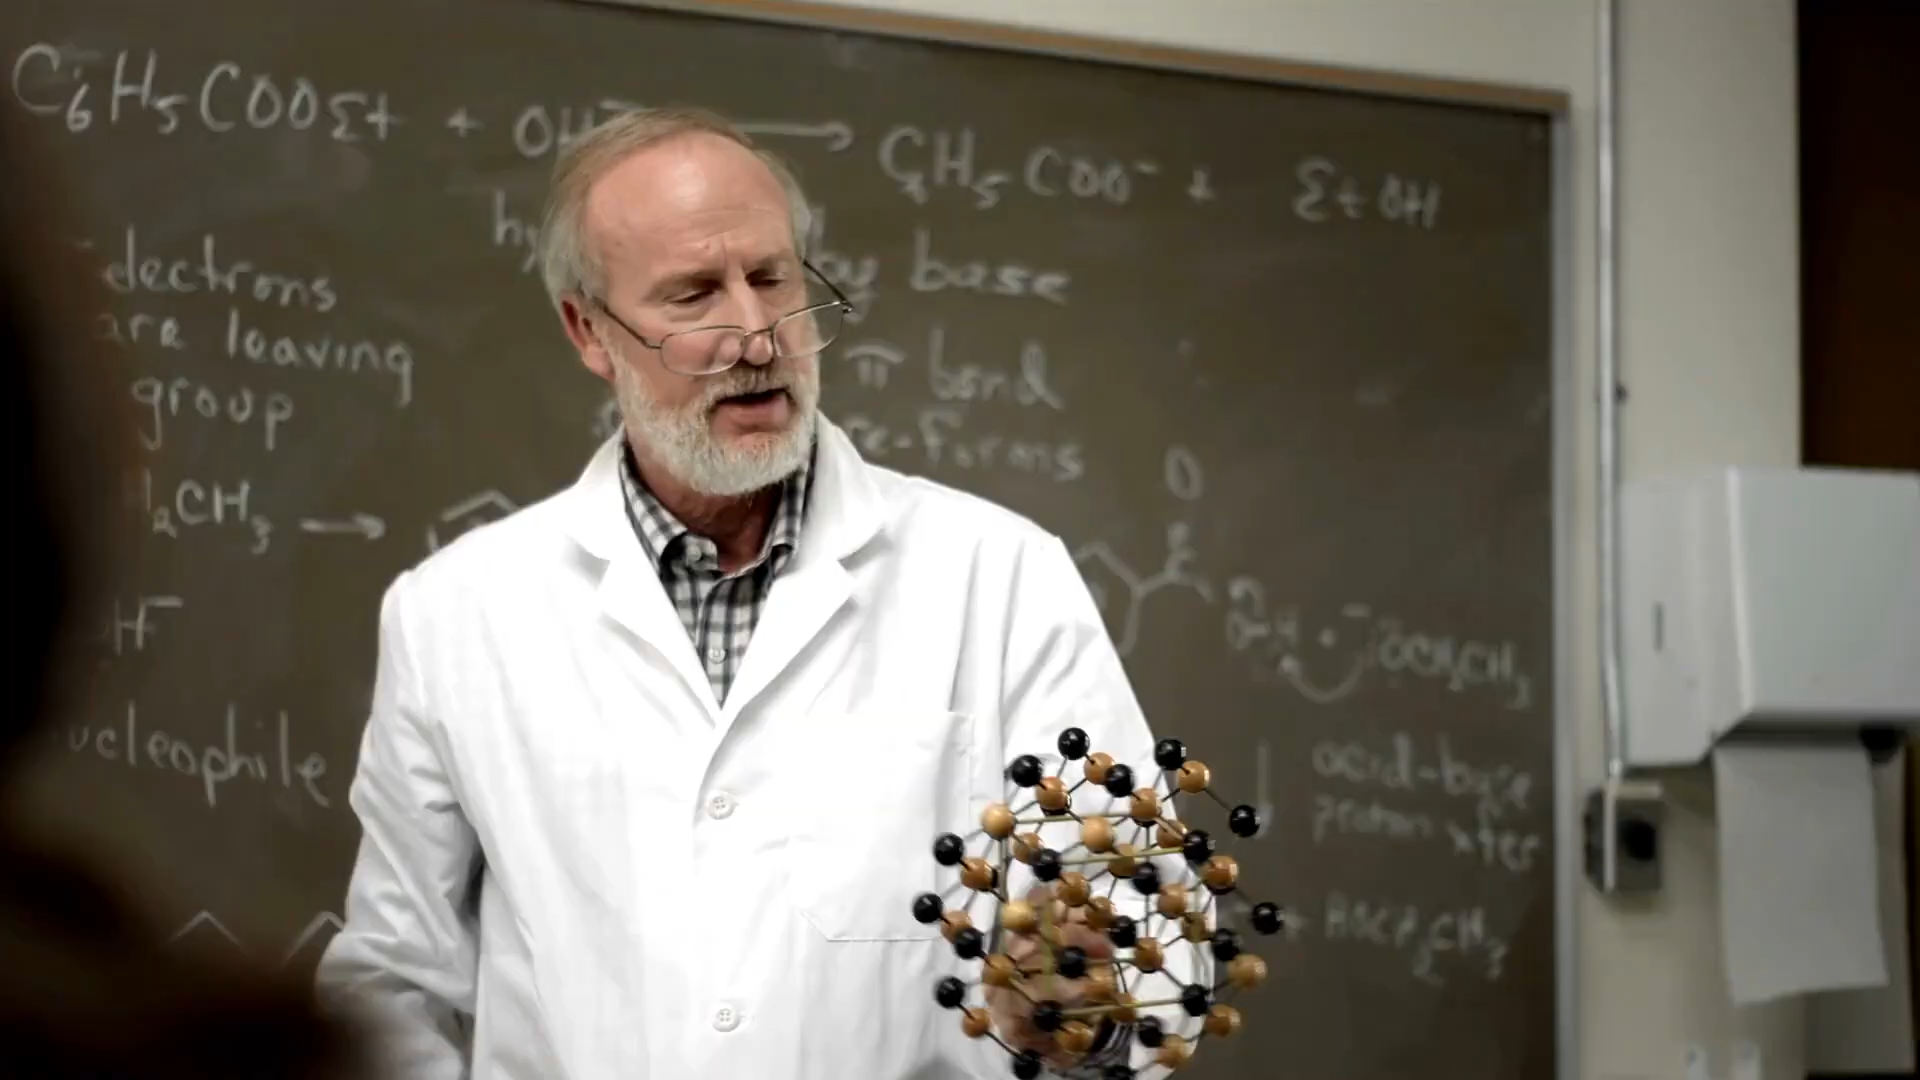 C6H5COOEt + OH⁻ → C6H5COO⁻ + EtOH
by base
electrons
are leaving
group
π bond
re-forms
O
C
H2CH3 →
OCH2CH3
nucleophile
acid-base
proton xfer
+ HOCH2CH3